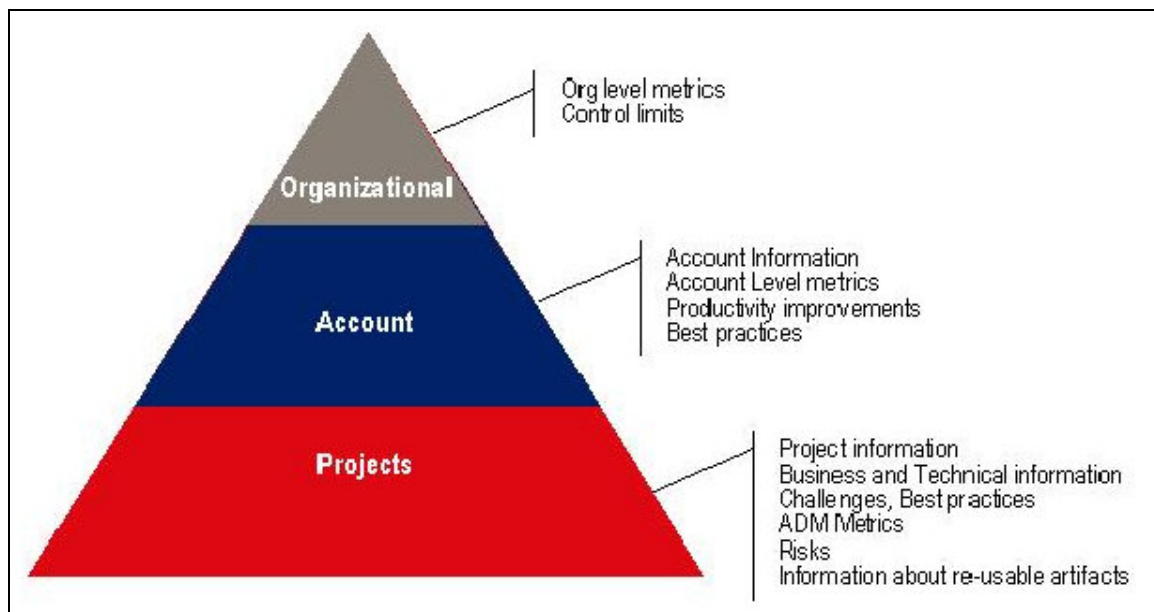 Org level metrics
Control limits
Organizational
Account Information
Account Level metrics
Productivity improvements
Best practices
Account
Project information
Business and Technical information
Challenges, Best practices
ADM Metrics
Risks
Information about re-usable artifacts
Projects